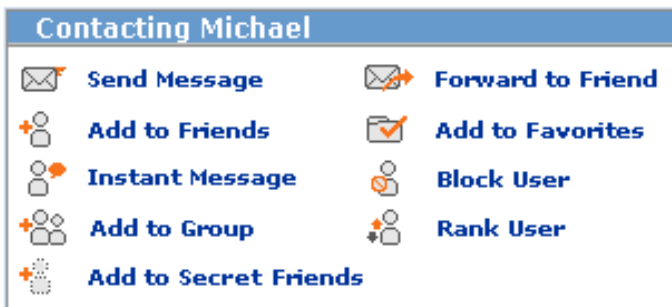 Contacting Michael
Send Message
Forward to Friend
Add to Friends
Add to Favorites
Instant Message
Block User
Add to Group
Rank User
Add to Secret Friends